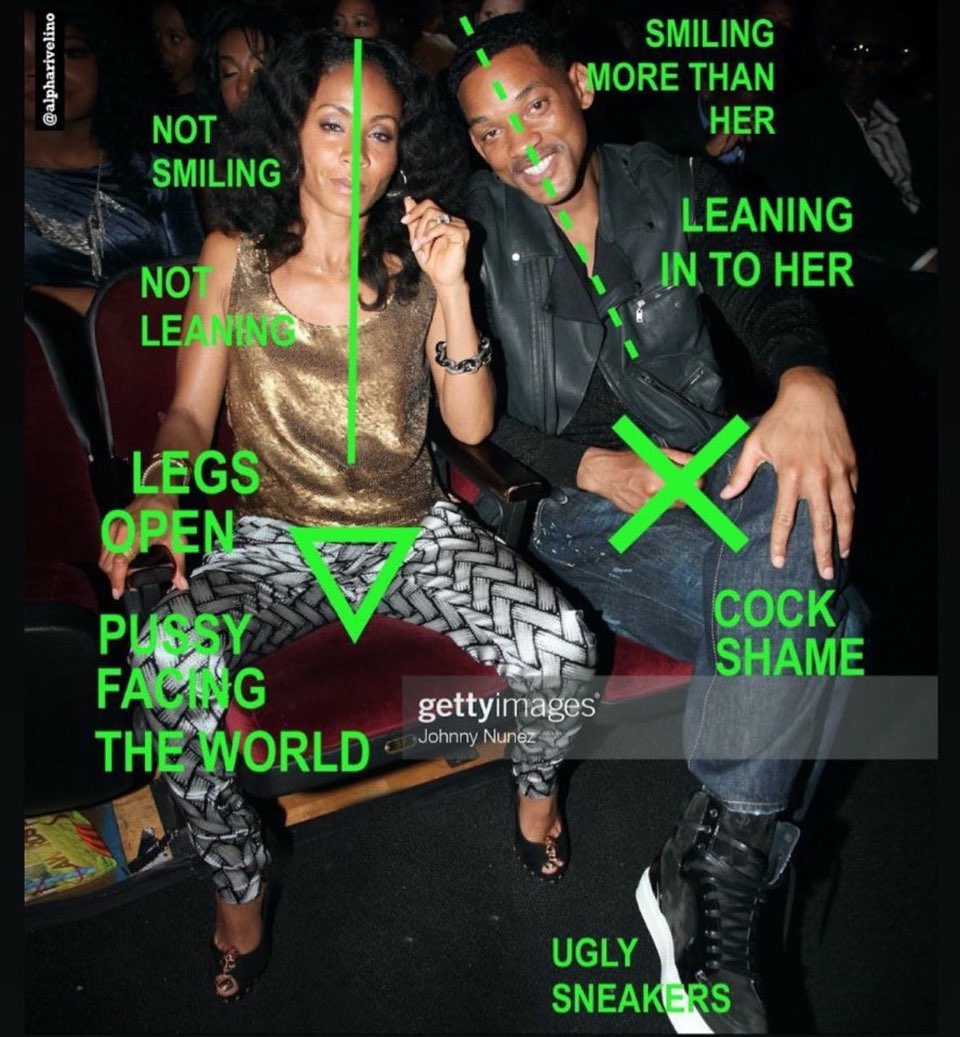 @alpharivelino
SMILING
MORE THAN
HER
NOT
SMILING
LEANING
IN TO HER
NOT
LEANING
LEGS
OPEN
COCK
SHAME
PUSSY
FACING
THE WORLD
gettyimages®
Johnny Nunez
UGLY
SNEAKERS